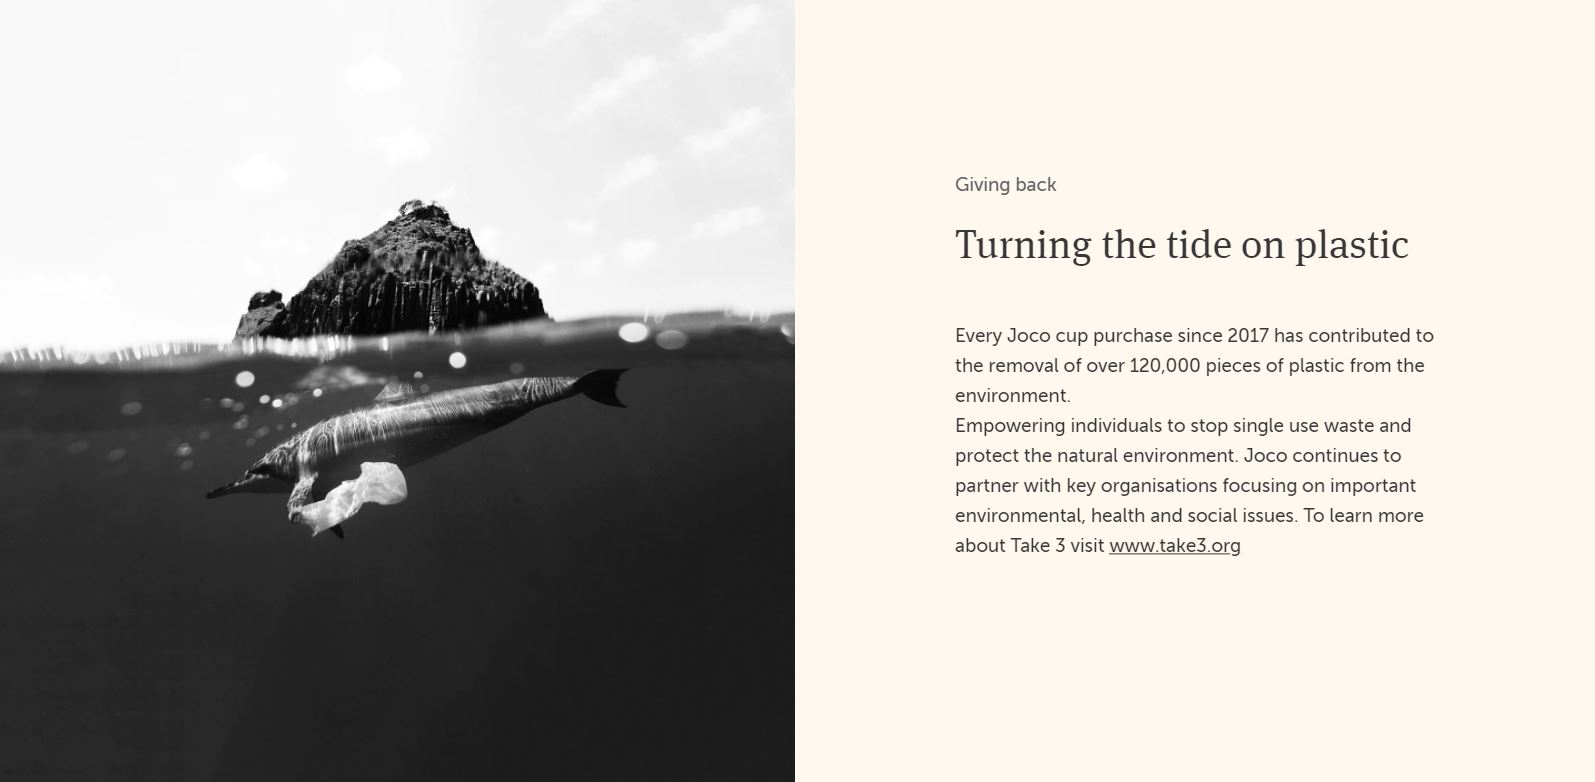 Giving back
Turning the tide on plastic
Every Joco cup purchase since 2017 has contributed to
the removal of over 120,000 pieces of plastic from the
environment.
Empowering individuals to stop single use waste and
protect the natural environment. Joco continues to
partner with key organisations focusing on important
environmental, health and social issues. To learn more
about Take 3 visit www.take3.org